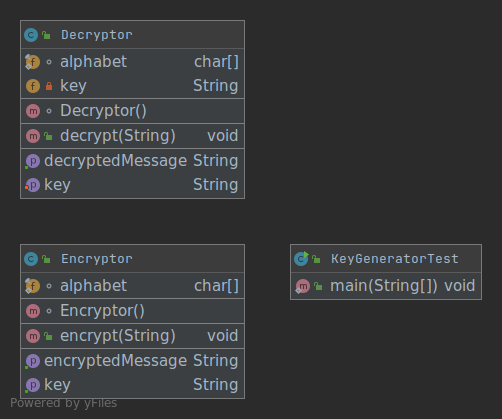 Decryptor
alphabet char[]
key String
Decryptor()
decrypt(String) void
decryptedMessage String
key String
Encryptor
alphabet char[]
Encryptor()
encrypt(String) void
encryptedMessage String
key String
KeyGeneratorTest
main(String[]) void
Powered by yFiles